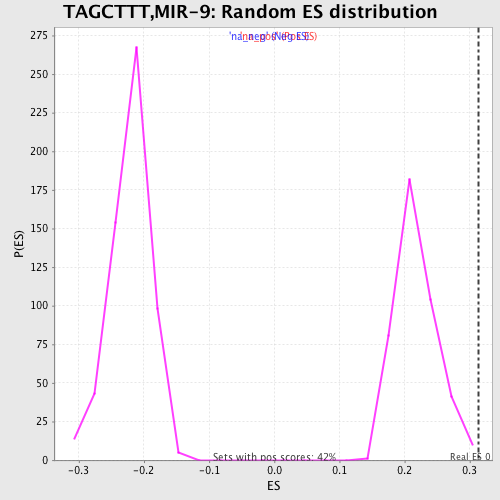 TAGCTTT,MIR-9: Random ES distribution
275
250
225
200
175
150
125
100
75
50
25
0
P(ES)
Sets with pos scores: 42%
Real ES 0
-0.3 -0.2 -0.1 0.0 0.1 0.2 0.3
ES